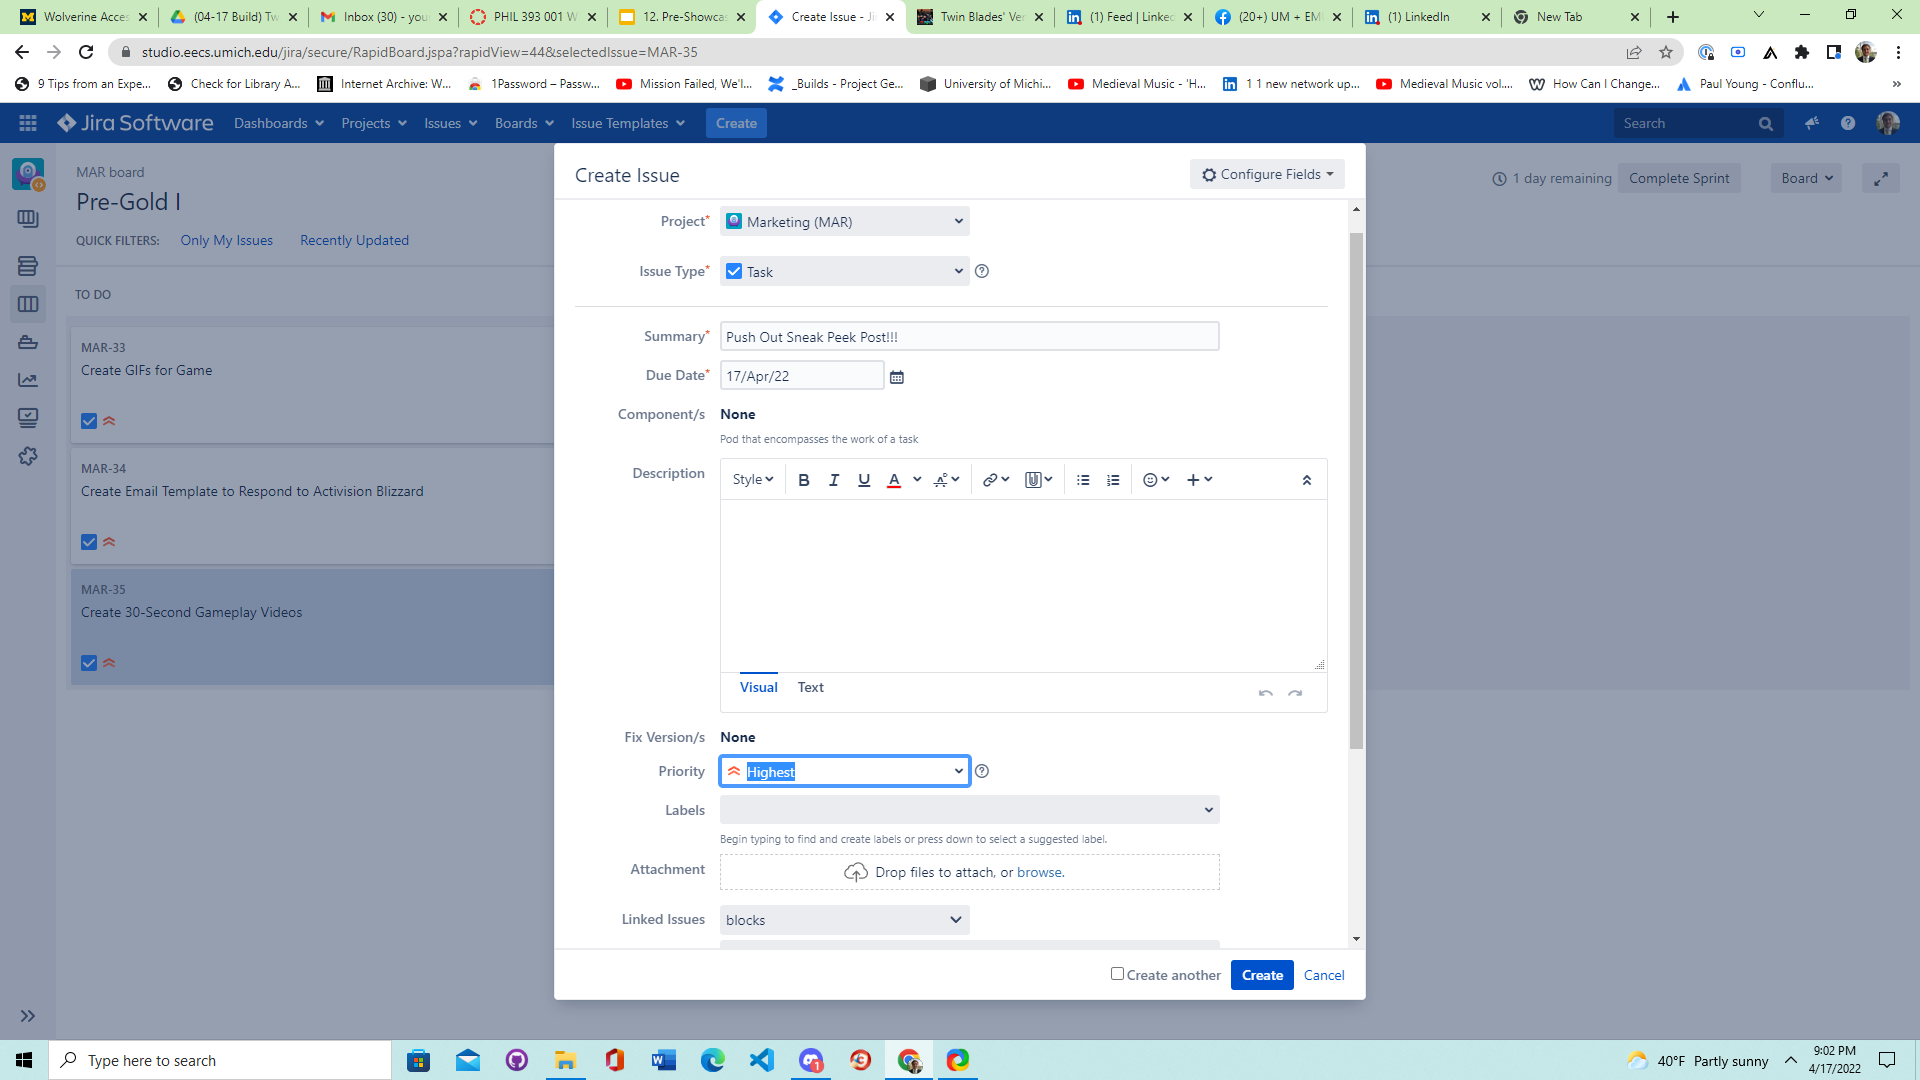 Wolverine Acces
(04-17 Build) Tw
Inbox (30) - you
PHIL 393 001 W
12. Pre-Showcas
Create Issue - Ji
Twin Blades' Ver
(1) Feed | Linked
(20+) UM + EM
(1) LinkedIn
New Tab
studio.eecs.umich.edu/jira/secure/RapidBoard.jspa?rapidView=44&selectedIssue=MAR-35
9 Tips from an Expe...
Check for Library A...
Internet Archive: W...
1Password – Passw...
Mission Failed, We'l...
_Builds - Project Ge...
University of Michi...
Medieval Music - 'H...
1 1 new network up...
Medieval Music vol....
How Can I Change...
Paul Young - Conflu...
Jira Software
Dashboards
Projects
Issues
Boards
Issue Templates
Create
Search
MAR board
Pre-Gold I
1 day remaining
Complete Sprint
Board
QUICK FILTERS:
Only My Issues
Recently Updated
TO DO
MAR-33
Create GIFs for Game
MAR-34
Create Email Template to Respond to Activision Blizzard
MAR-35
Create 30-Second Gameplay Videos
Create Issue
Configure Fields
Project*
Marketing (MAR)
Issue Type*
Task
Summary*
Push Out Sneak Peek Post!!!
Due Date*
17/Apr/22
Component/s
None
Pod that encompasses the work of a task
Description
Style
B I U A
Visual
Text
Fix Version/s
None
Priority
Highest
Labels
Begin typing to find and create labels or press down to select a suggested label.
Attachment
Drop files to attach, or browse.
Linked Issues
blocks
Create another
Create
Cancel
Type here to search
1
40°F Partly sunny
9:02 PM
4/17/2022